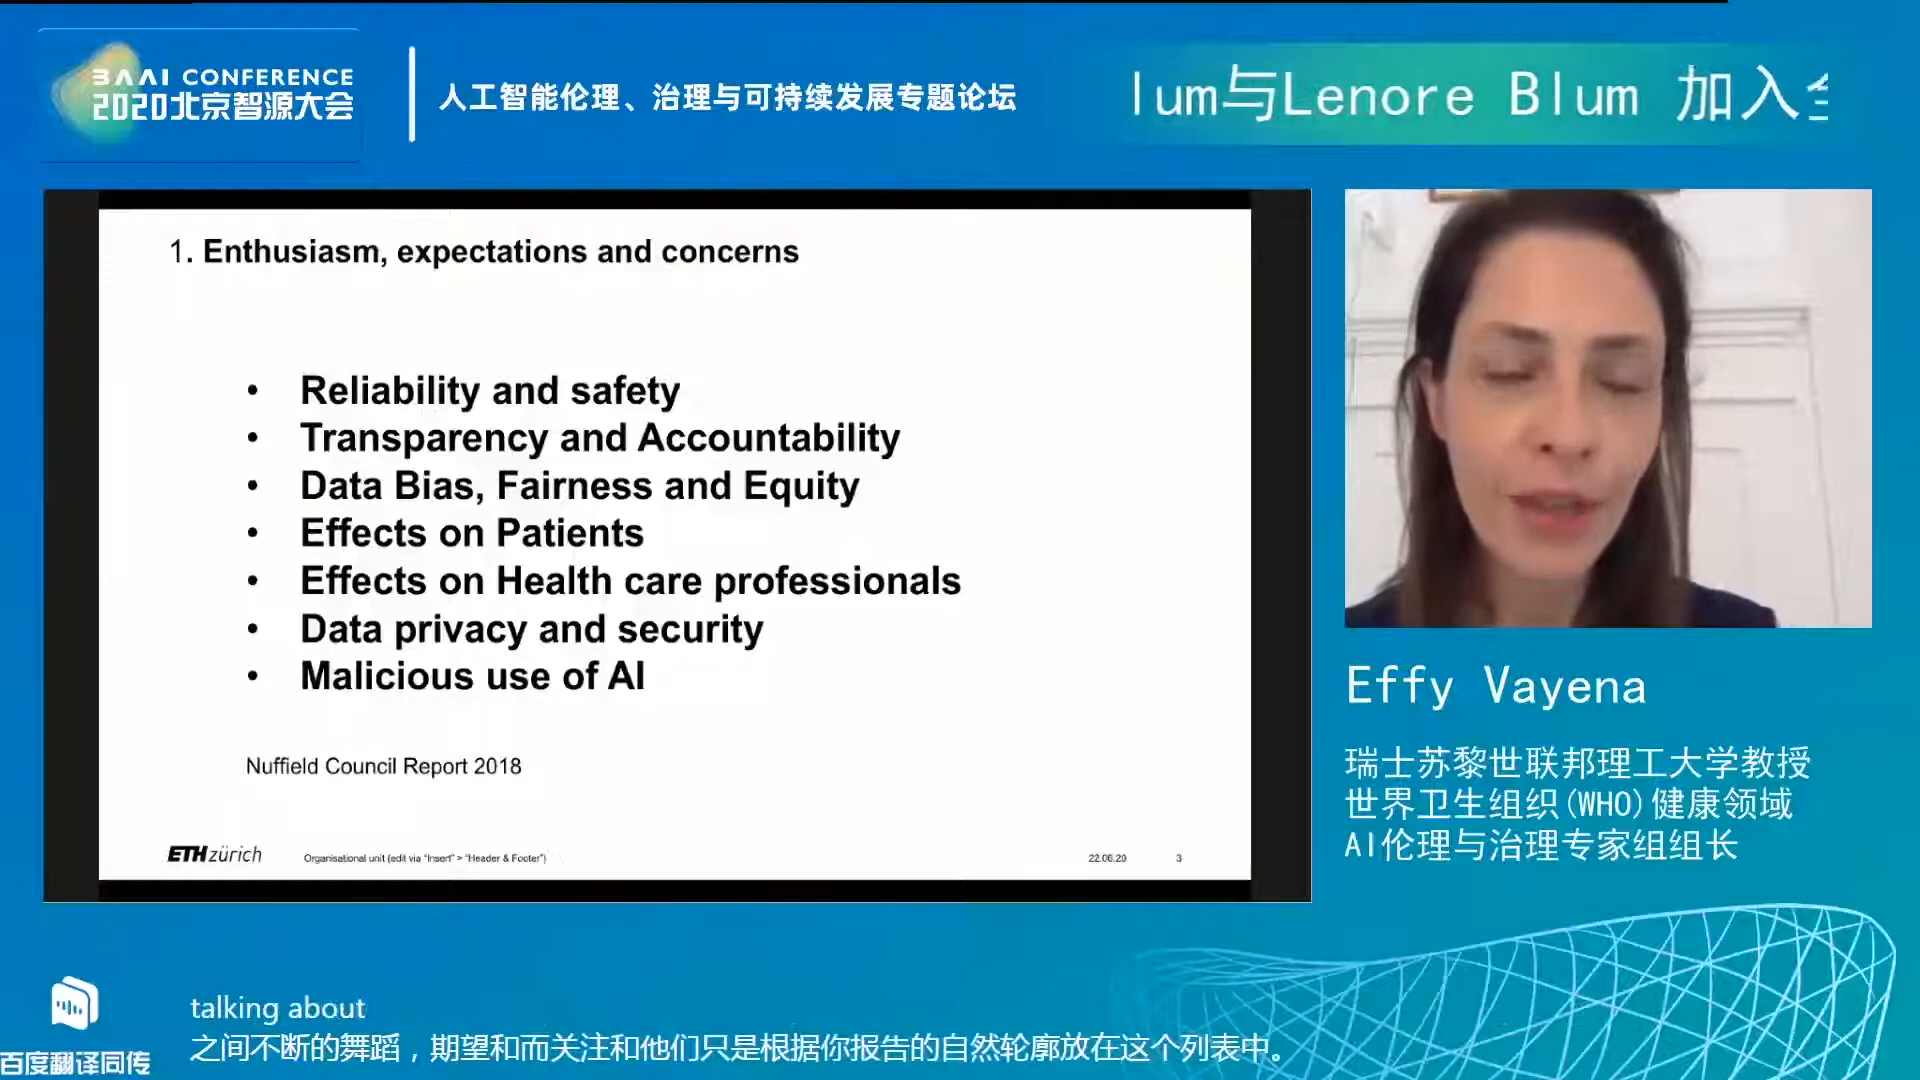 BAAI CONFERENCE
2020北京智源大会
人工智能伦理、治理与可持续发展专题论坛
lum与Lenore Blum 加入
1. Enthusiasm, expectations and concerns
• Reliability and safety
• Transparency and Accountability
• Data Bias, Fairness and Equity
• Effects on Patients
• Effects on Health care professionals
• Data privacy and security
• Malicious use of AI
Nuffield Council Report 2018
ETH zürich
Organisational unit (edit via "Insert" > "Header & Footer")
22.06.20
3
Effy Vayena
瑞士苏黎世联邦理工大学教授
世界卫生组织(WHO)健康领域
AI伦理与治理专家组组长
talking about
之间不断的舞蹈，期望和而关注和他们只是根据你报告的自然轮廓放在这个列表中。
百度翻译同传